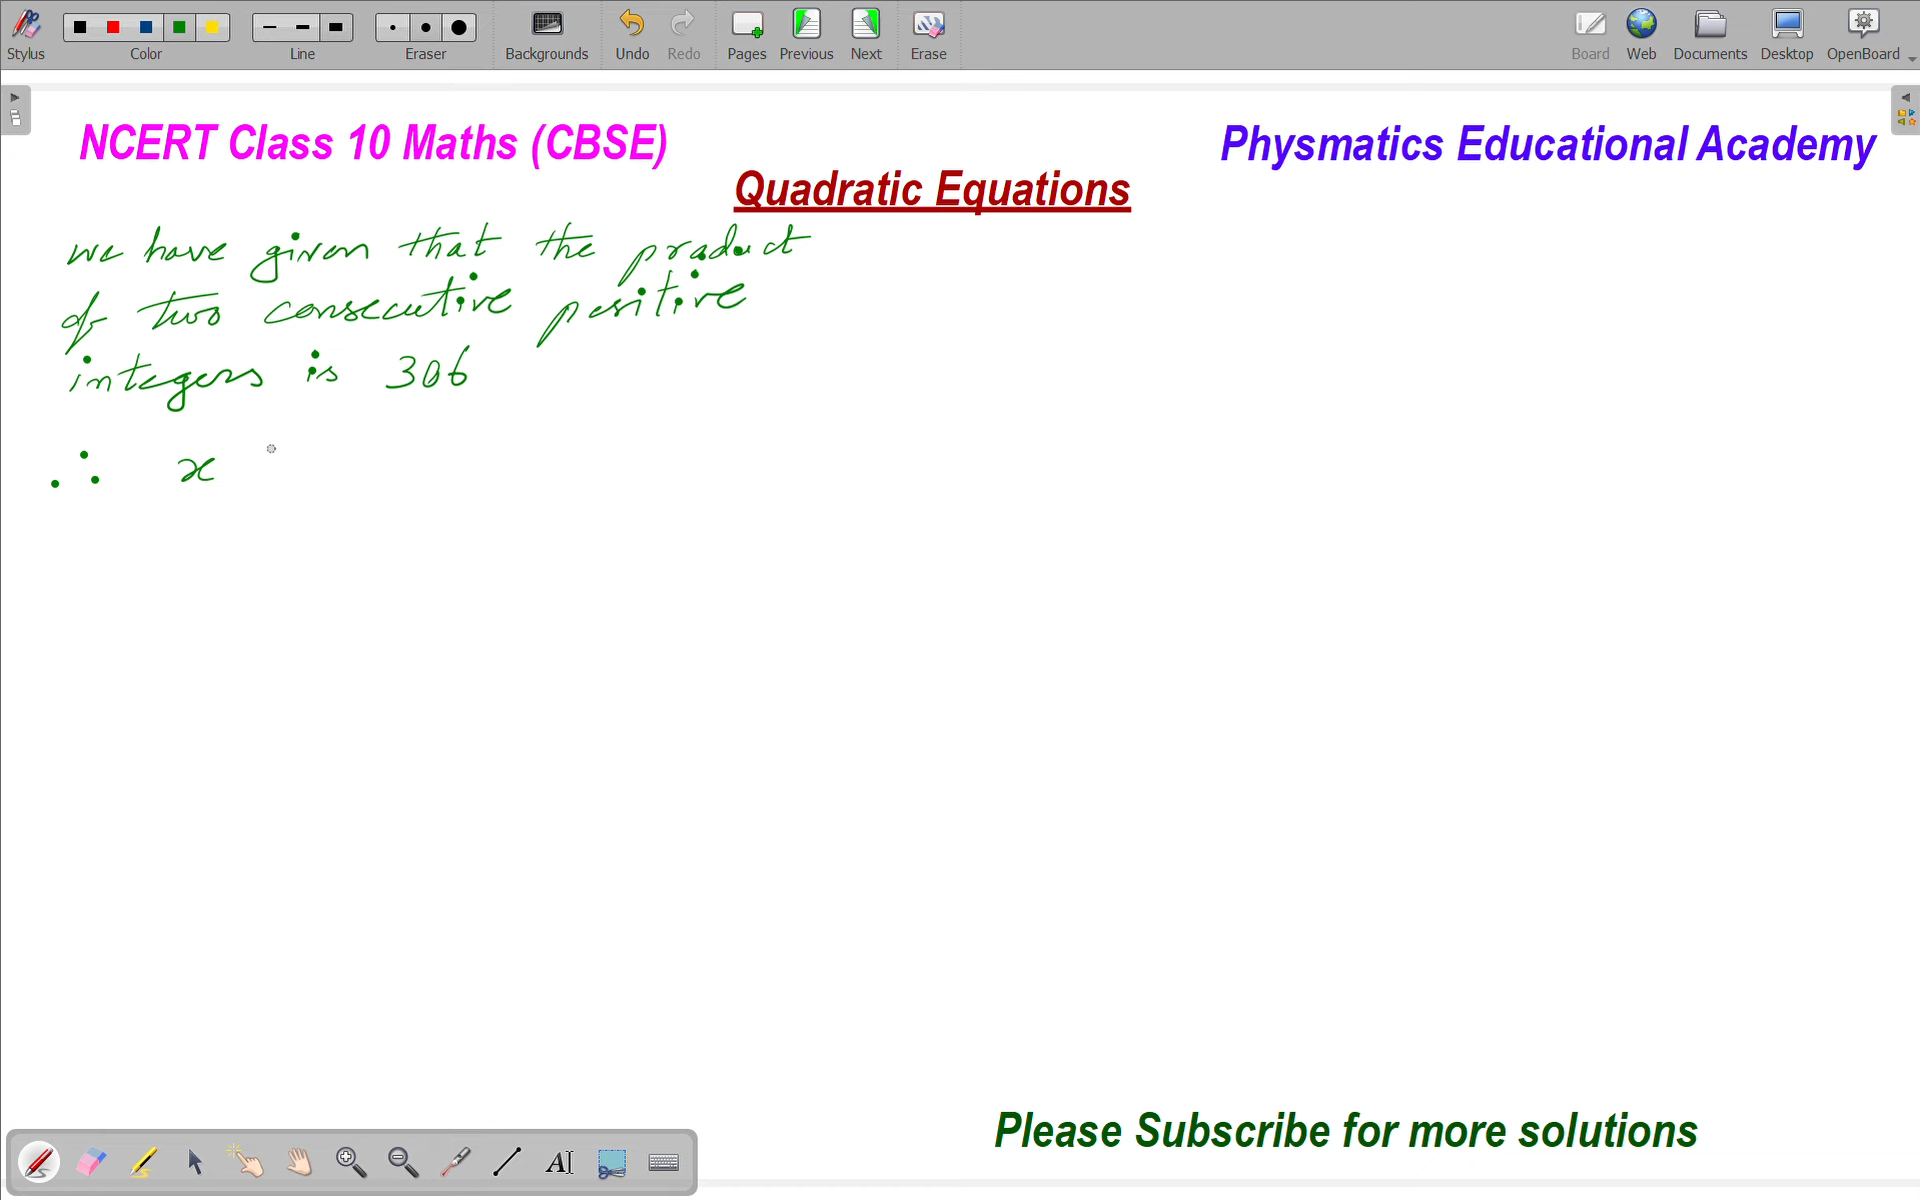 Stylus Color Line Eraser Backgrounds Undo Redo Pages Previous Next Erase Board Web Documents Desktop OpenBoard
NCERT Class 10 Maths (CBSE) Physmatics Educational Academy
Quadratic Equations
we have given that the product
of two consecutive positive
integers is 306
∴ x
Please Subscribe for more solutions